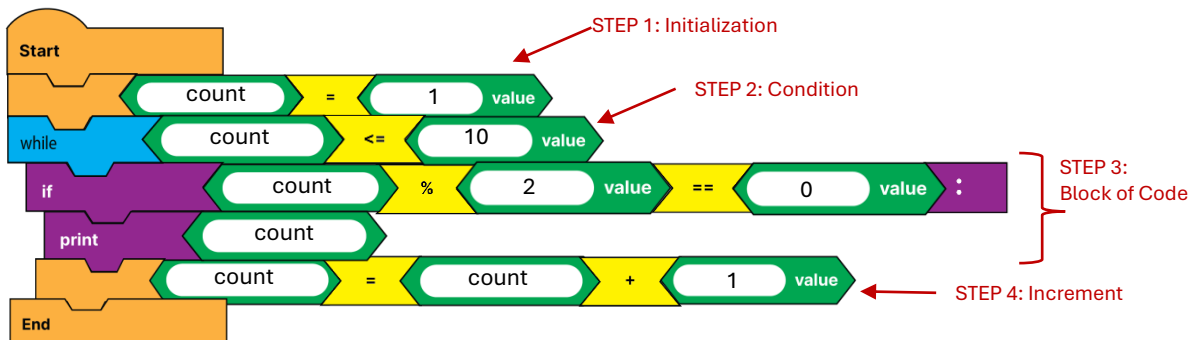 STEP 1: Initialization
Start
count = 1 value
STEP 2: Condition
while count <= 10 value
STEP 3:
Block of Code
if count % 2 value == 0 value :
print count
count = count + 1 value
STEP 4: Increment
End